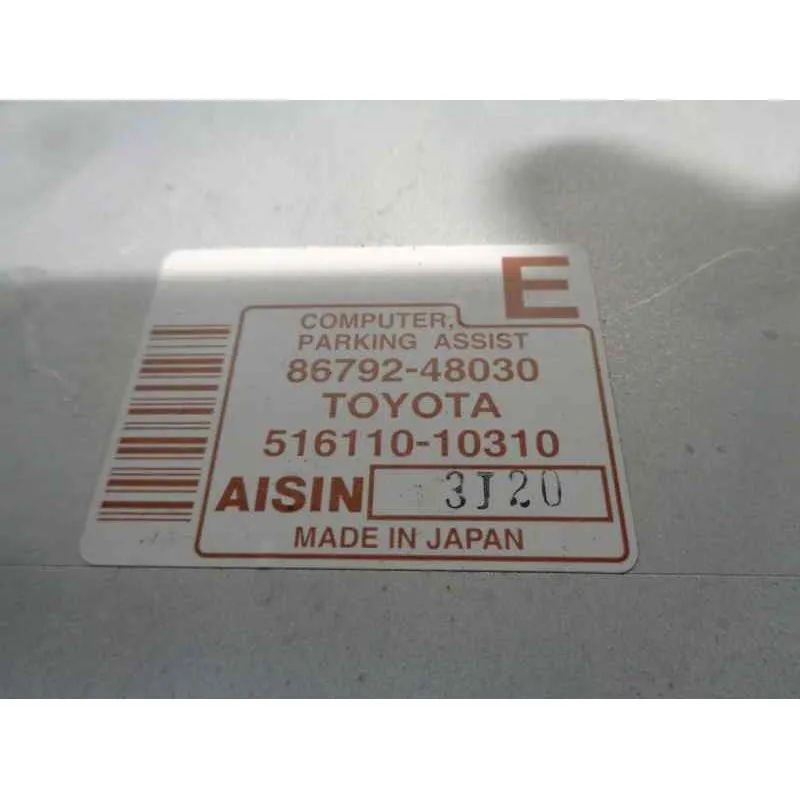 E
COMPUTER,
PARKING ASSIST
86792-48030
TOYOTA
516110-10310
AISIN 3J20
MADE IN JAPAN